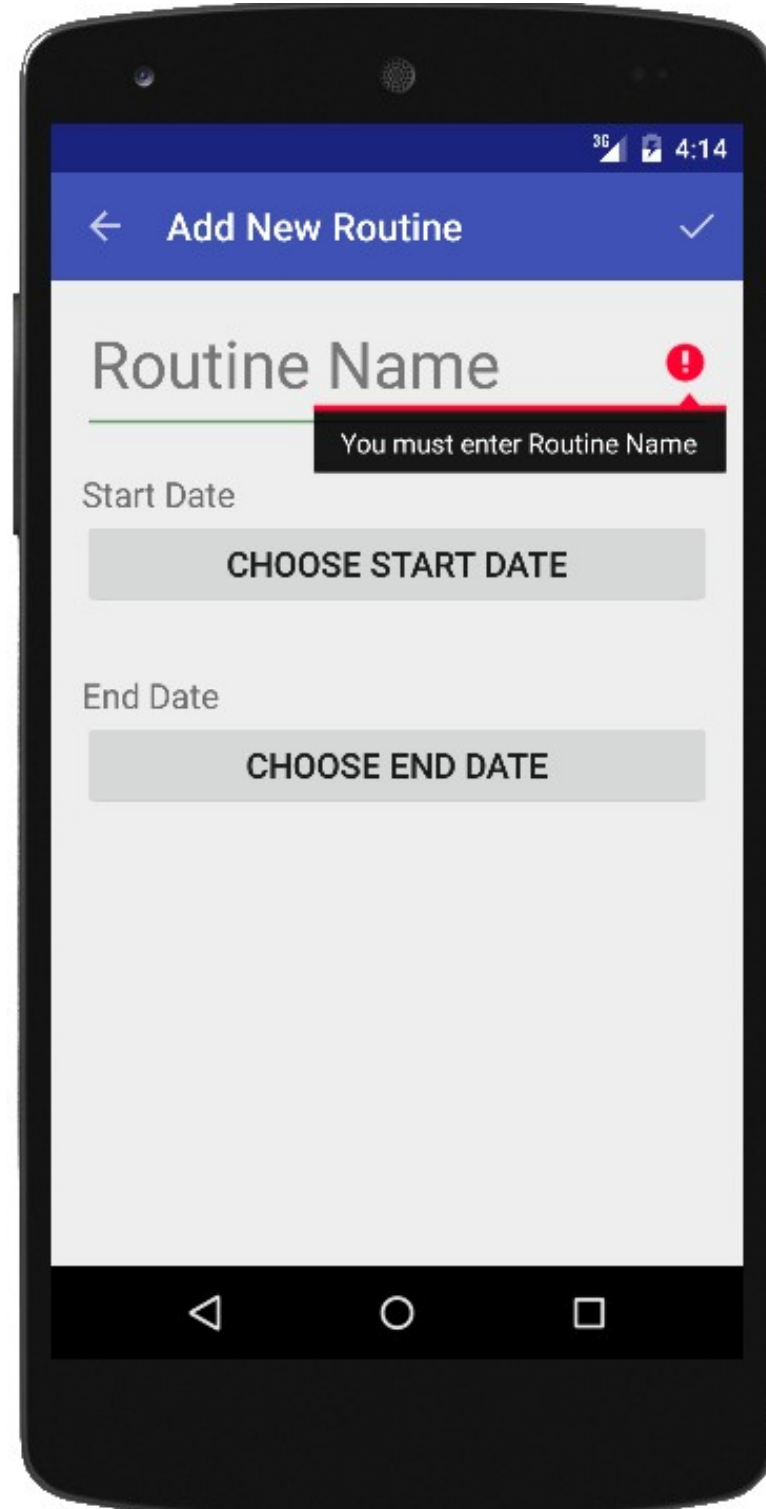 3G 4:14
Add New Routine
Routine Name
You must enter Routine Name
Start Date
CHOOSE START DATE
End Date
CHOOSE END DATE